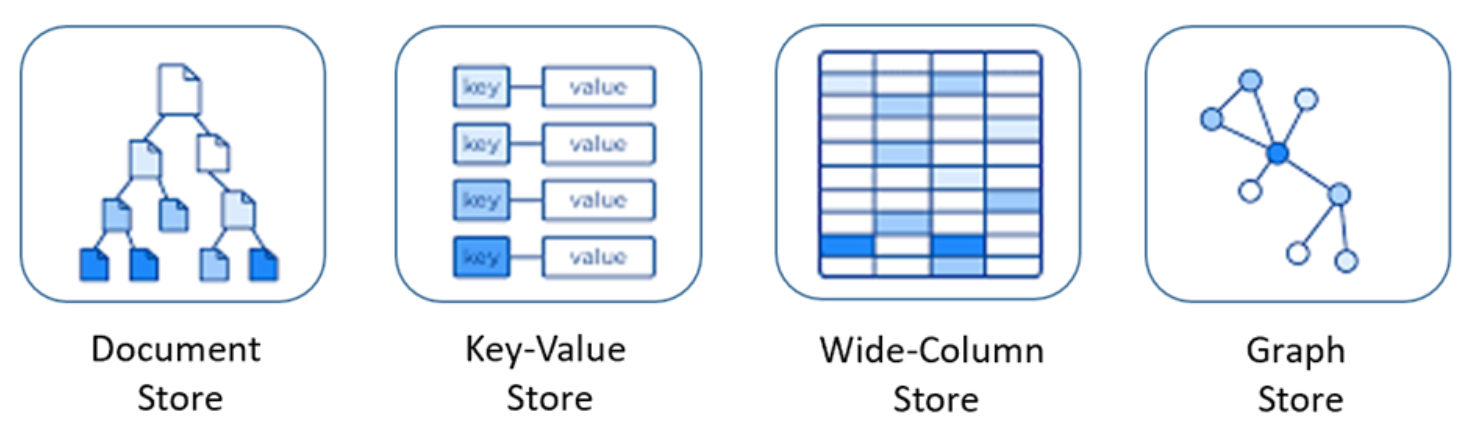 key value
key value
key value
key value
Document
Store
Key-Value
Store
Wide-Column
Store
Graph
Store